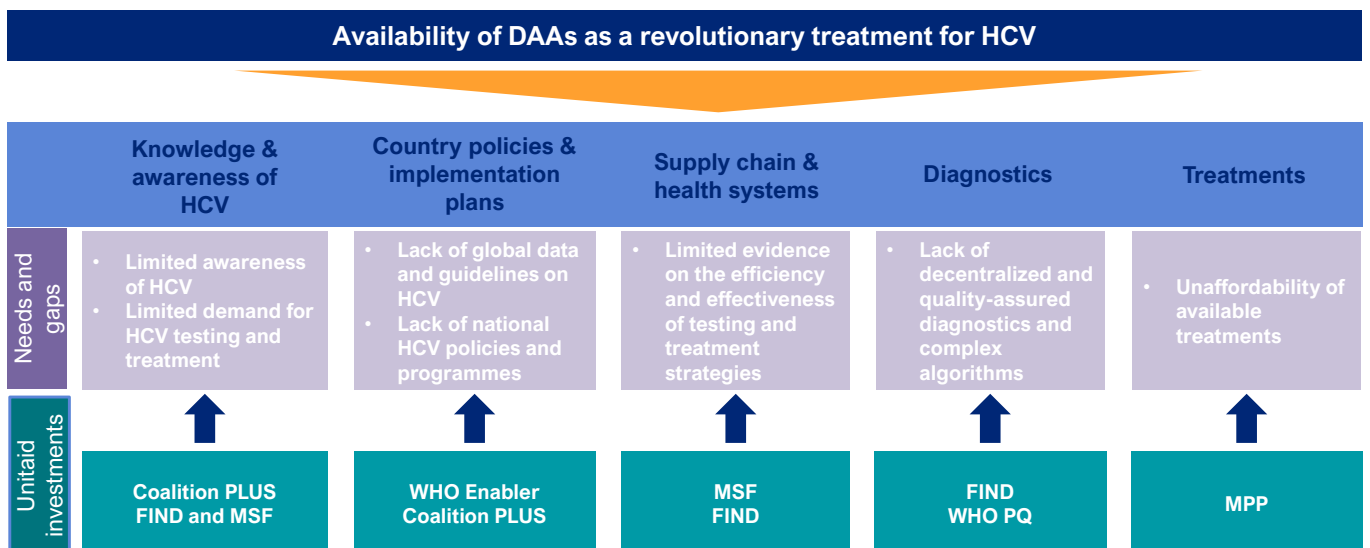 Availability of DAAs as a revolutionary treatment for HCV
Knowledge &
awareness of
HCV
Country policies &
implementation
plans
Supply chain &
health systems
Diagnostics
Treatments
Needs and
gaps
• Limited awareness
of HCV
• Limited demand for
HCV testing and
treatment
• Lack of global data
and guidelines on
HCV
• Lack of national
HCV policies and
programmes
• Limited evidence
on the efficiency
and effectiveness
of testing and
treatment
strategies
• Lack of
decentralized and
quality-assured
diagnostics and
complex
algorithms
• Unaffordability of
available
treatments
Unitaid
investments
Coalition PLUS
FIND and MSF
WHO Enabler
Coalition PLUS
MSF
FIND
FIND
WHO PQ
MPP